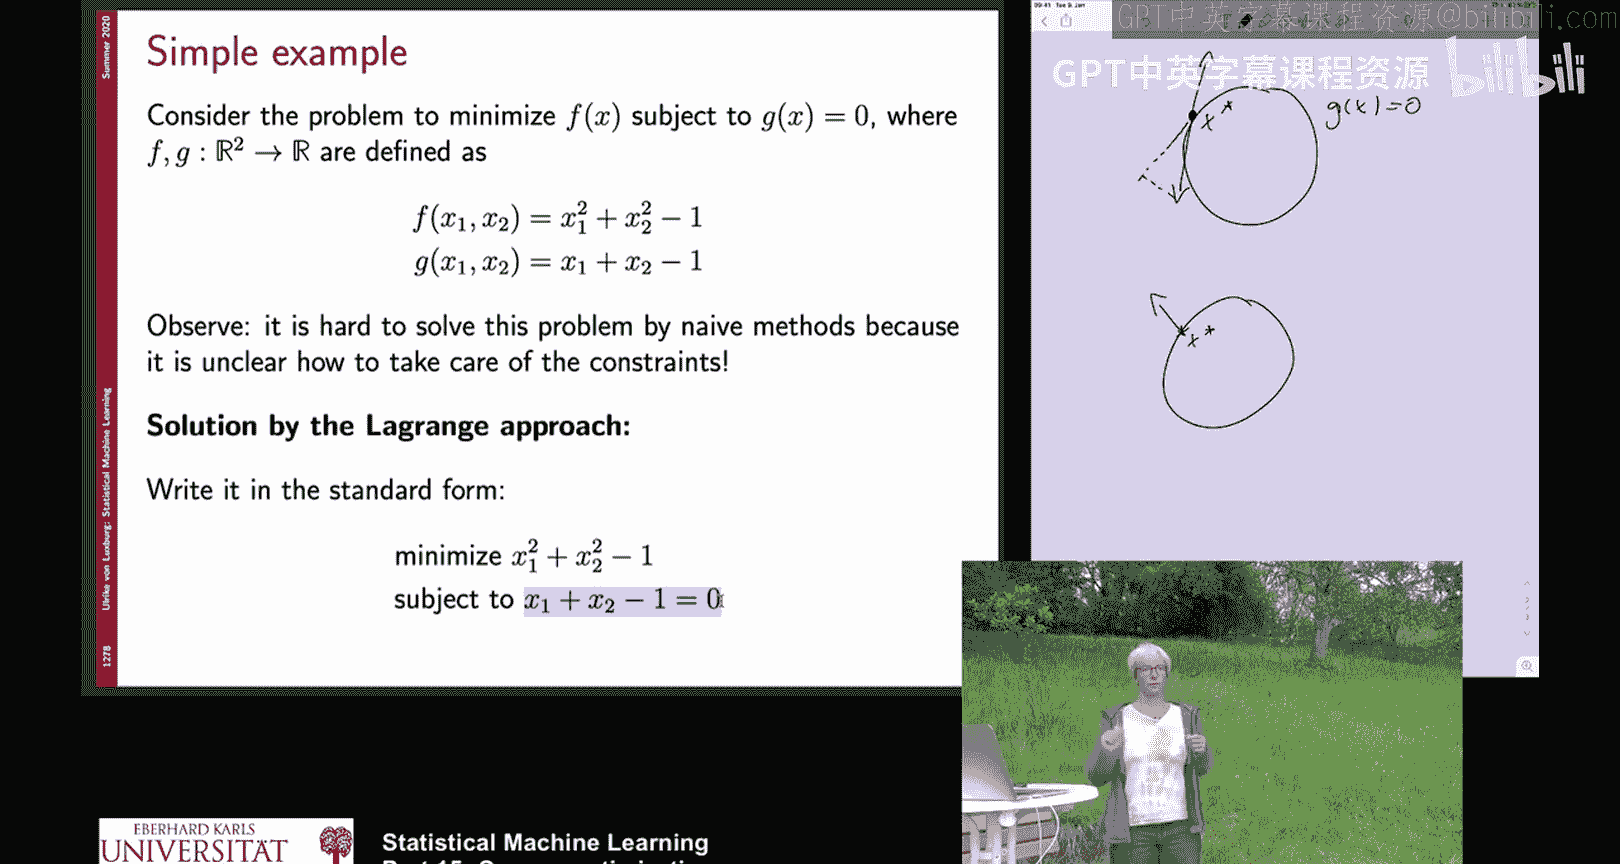 Summer 2020
Simple example
Consider the problem to minimize f(x) subject to g(x) = 0, where
f, g : ℝ² → ℝ are defined as
f(x₁, x₂) = x₁² + x₂² − 1
g(x₁, x₂) = x₁ + x₂ − 1
Observe: it is hard to solve this problem by naive methods because
it is unclear how to take care of the constraints!
Solution by the Lagrange approach:
Write it in the standard form:
minimize x₁² + x₂² − 1
subject to x₁ + x₂ − 1 = 0
Ulrike von Luxburg: Statistical Machine Learning
1278
GPT中英字幕课程资源@bilibili.com
GPT中英字幕课程资源 bilibili
g(x)=0
x*
x*
EBERHARD KARLS
UNIVERSITÄT
Statistical Machine Learning